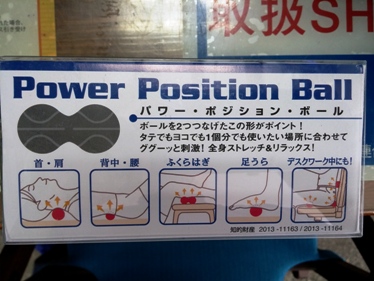 取扱SH
Power Position Ball
パワー・ポジション・ボール
ボールを2つつなげたこの形がポイント!
タテでもヨコでも1個分でも使いたい場所に合わせて
ググーッと刺激!全身ストレッチ&リラックス!
首・肩 背中・腰 ふくらはぎ 足うら デスクワーク中にも!
知的財産 2013-11163 / 2013-11164